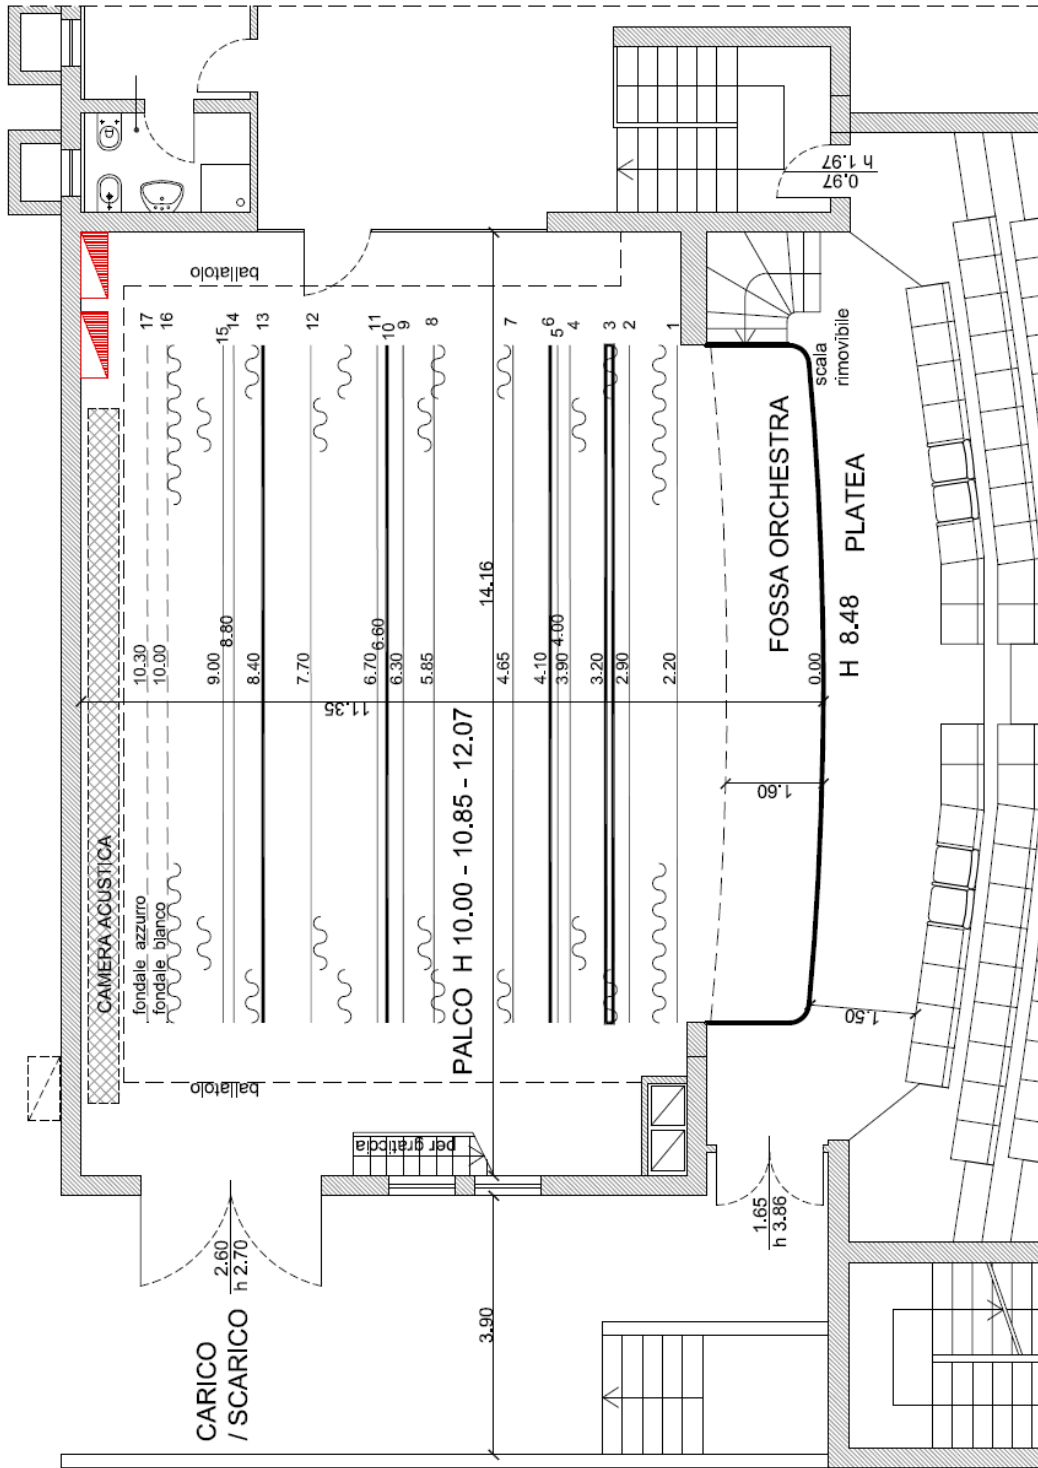 ballatoio
17
16
15
14
13
12
11
10
9
8
7
6
5
4
3
2
1
10.30
10.00
9.00
8.80
8.40
7.70
6.70
6.60
6.30
5.85
4.65
4.10
4.00
3.90
3.20
2.90
2.20
0.00
14.16
11.35
1.60
CAMERA ACUSTICA
fondale azzurro
fondale bianco
PALCO H 10.00 - 10.85 - 12.07
FOSSA ORCHESTRA
H 8.48 PLATEA
scala
rimovibile
0.97
h 1.97
ballatoio
per graticcia
1.50
1.65
h 3.86
2.60
h 2.70
3.90
CARICO
/ SCARICO